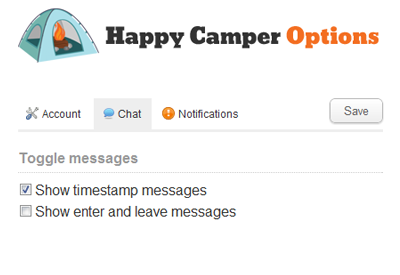 Happy Camper Options
Account Chat Notifications Save
Toggle messages
Show timestamp messages
Show enter and leave messages